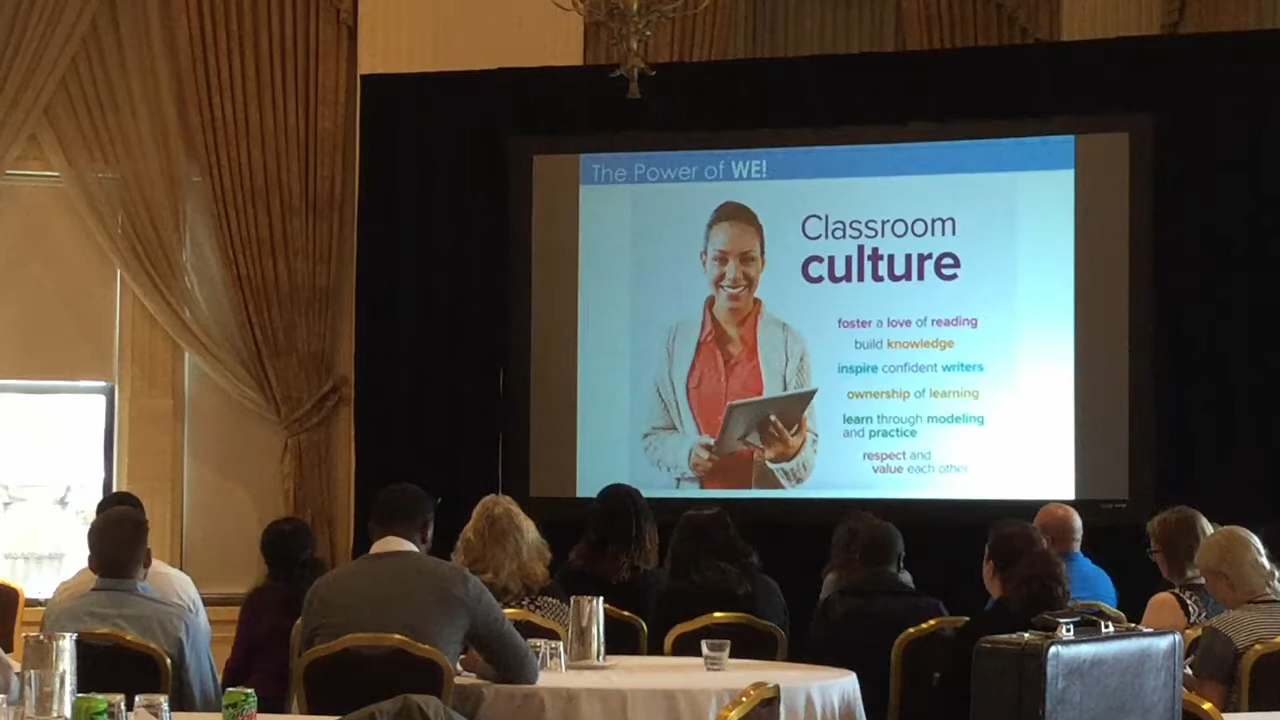 The Power of WE!
Classroom
culture
foster a love of reading
build knowledge
inspire confident writers
ownership of learning
learn through modeling
and practice
respect and
value each other